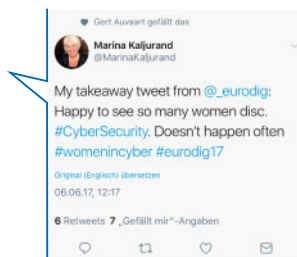 Gert Auvaart gefällt das
Marina Kaljurand
@MarinaKaljurand
My takeaway tweet from @_eurodig:
Happy to see so many women disc.
#CyberSecurity. Doesn't happen often
#womenincyber #eurodig17
Original (Englisch) übersetzen
06.06.17, 12:17
6 Retweets 7 „Gefällt mir“-Angaben